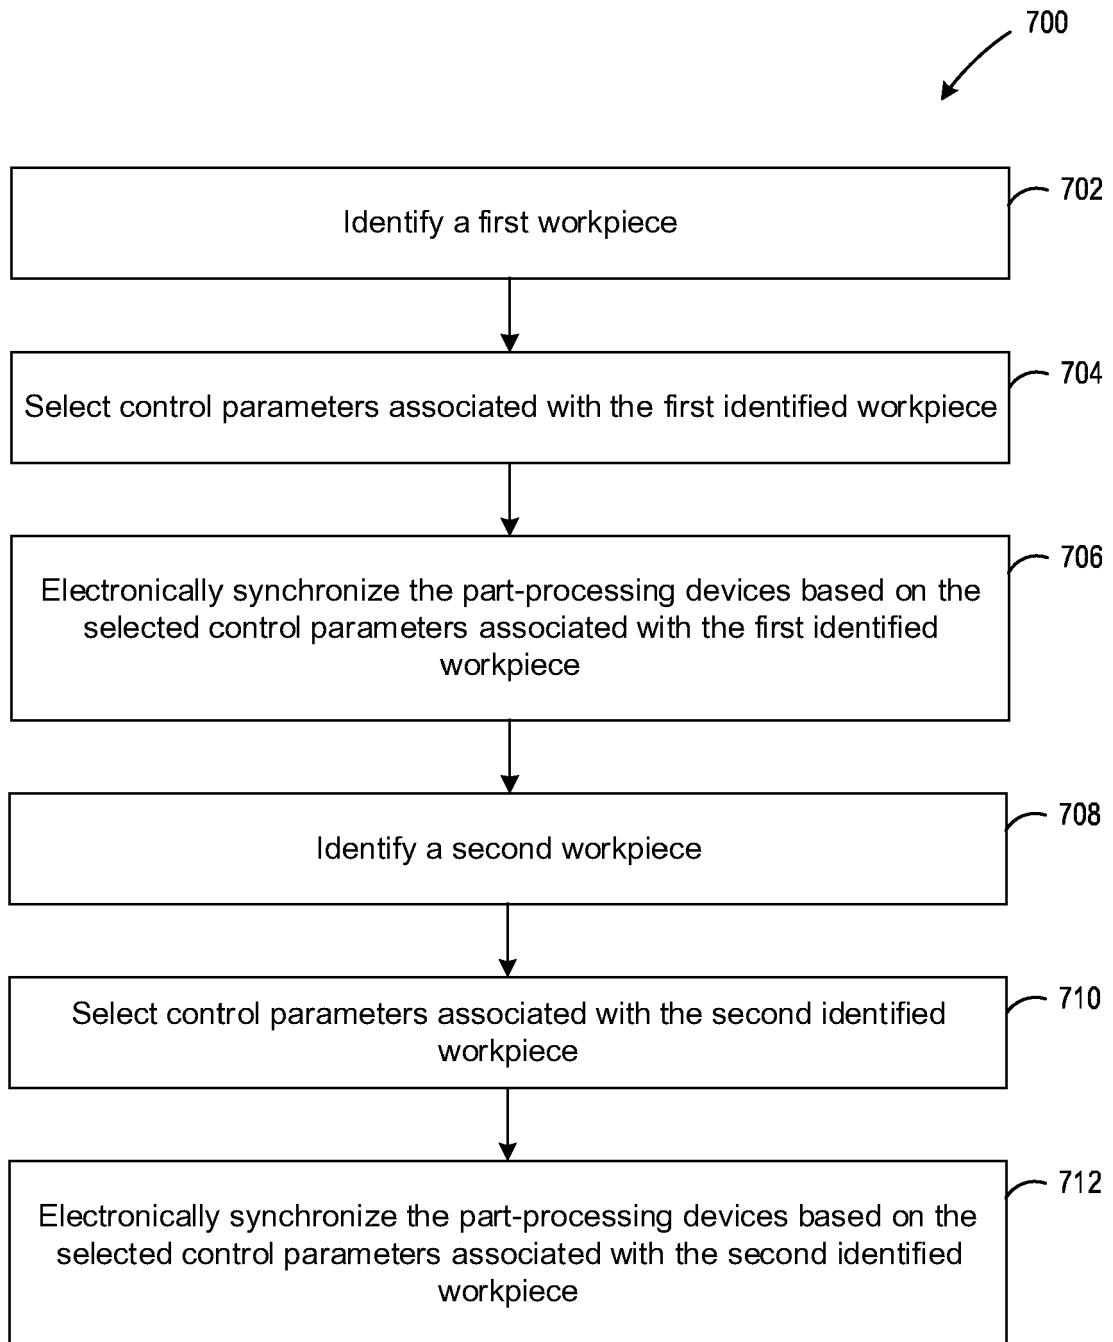 700
702
Identify a first workpiece
704
Select control parameters associated with the first identified workpiece
706
Electronically synchronize the part-processing devices based on the
selected control parameters associated with the first identified
workpiece
708
Identify a second workpiece
710
Select control parameters associated with the second identified
workpiece
712
Electronically synchronize the part-processing devices based on the
selected control parameters associated with the second identified
workpiece